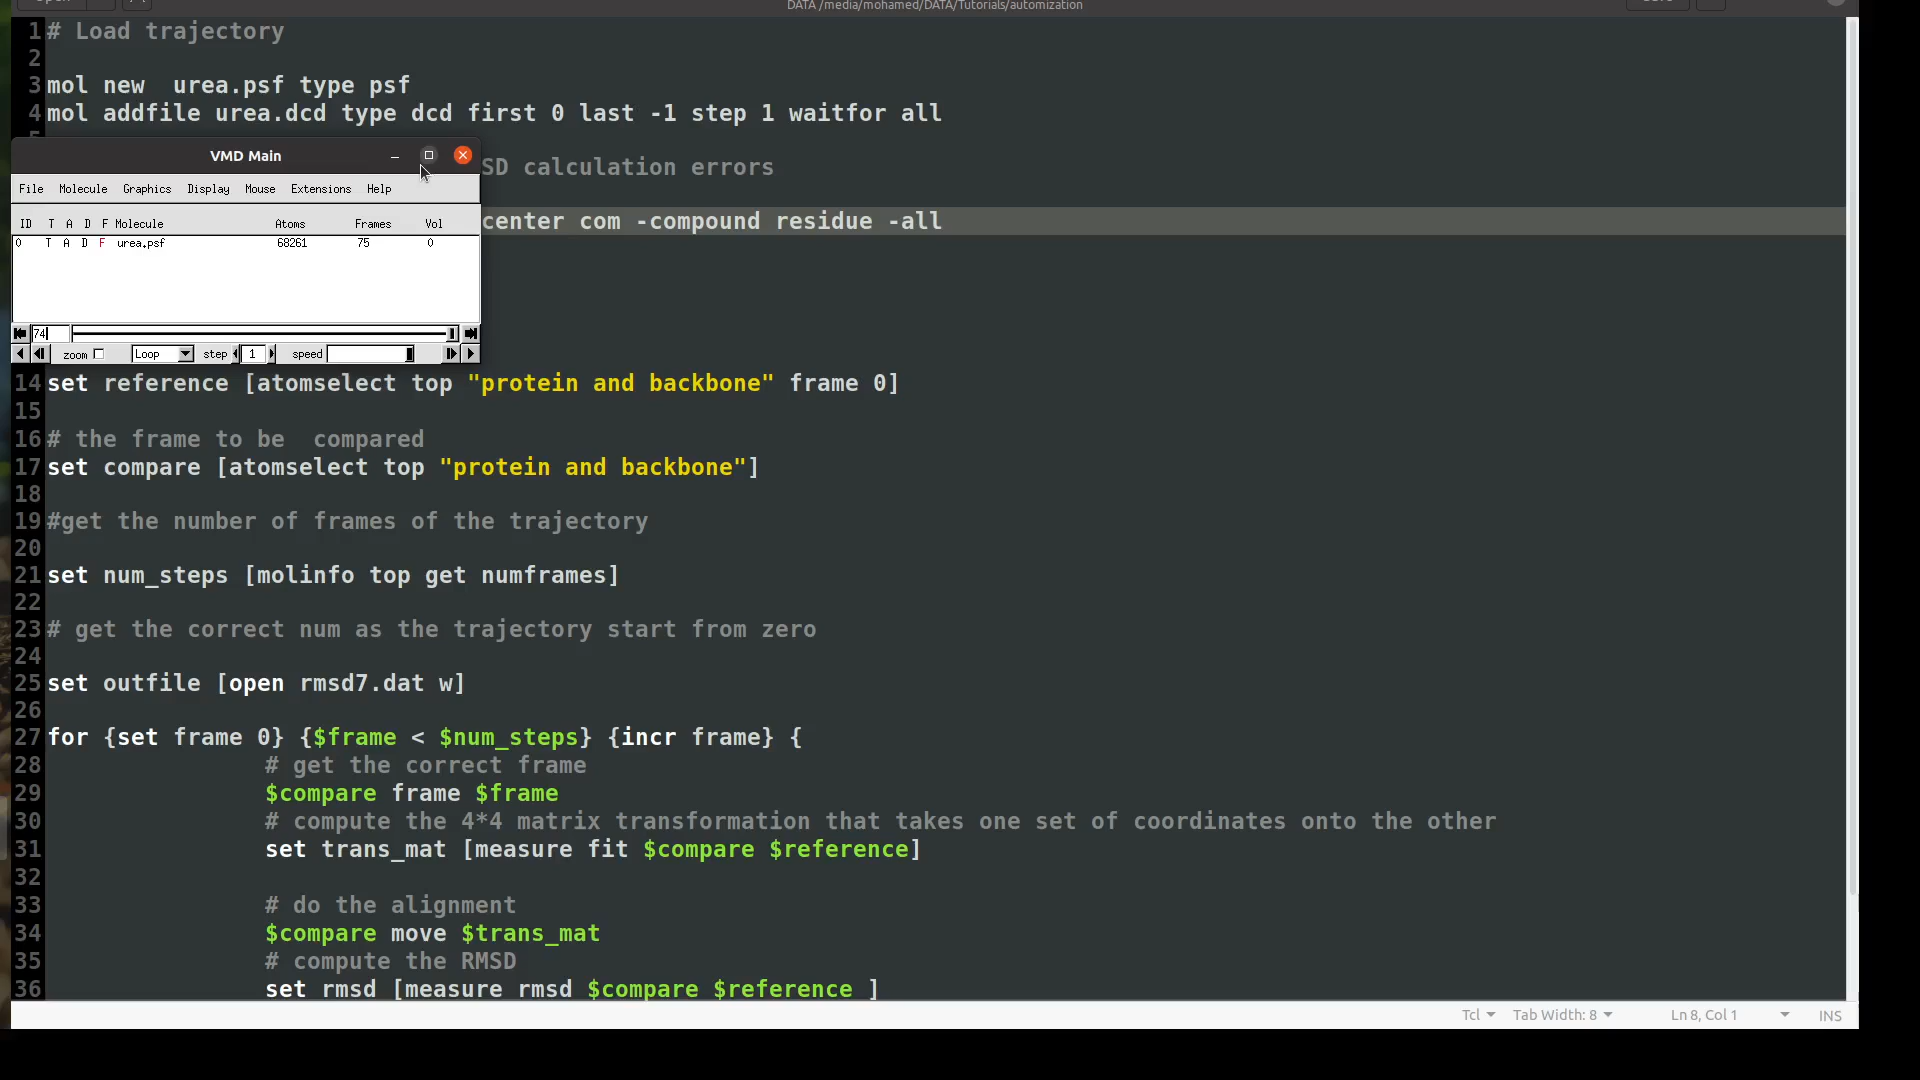 DATA /media/mohamed/DATA/Tutorials/automization
1 # Load trajectory
2
3 mol new  urea.psf type psf
4 mol addfile urea.dcd type dcd first 0 last -1 step 1 waitfor all
VMD Main
SD calculation errors
File Molecule Graphics Display Mouse Extensions Help
center com -compound residue -all
ID T A D F Molecule Atoms Frames Vol
0 T A D F urea.psf 68261 75 0
74
zoom Loop step 1 speed
14 set reference [atomselect top "protein and backbone" frame 0]
15
16 # the frame to be  compared
17 set compare [atomselect top "protein and backbone"]
18
19 #get the number of frames of the trajectory
20
21 set num_steps [molinfo top get numframes]
22
23 # get the correct num as the trajectory start from zero
24
25 set outfile [open rmsd7.dat w]
26
27 for {set frame 0} {$frame < $num_steps} {incr frame} {
28 # get the correct frame
29 $compare frame $frame
30 # compute the 4*4 matrix transformation that takes one set of coordinates onto the other
31 set trans_mat [measure fit $compare $reference]
32
33 # do the alignment
34 $compare move $trans_mat
35 # compute the RMSD
36 set rmsd [measure rmsd $compare $reference ]
Tcl Tab Width: 8 Ln 8, Col 1 INS